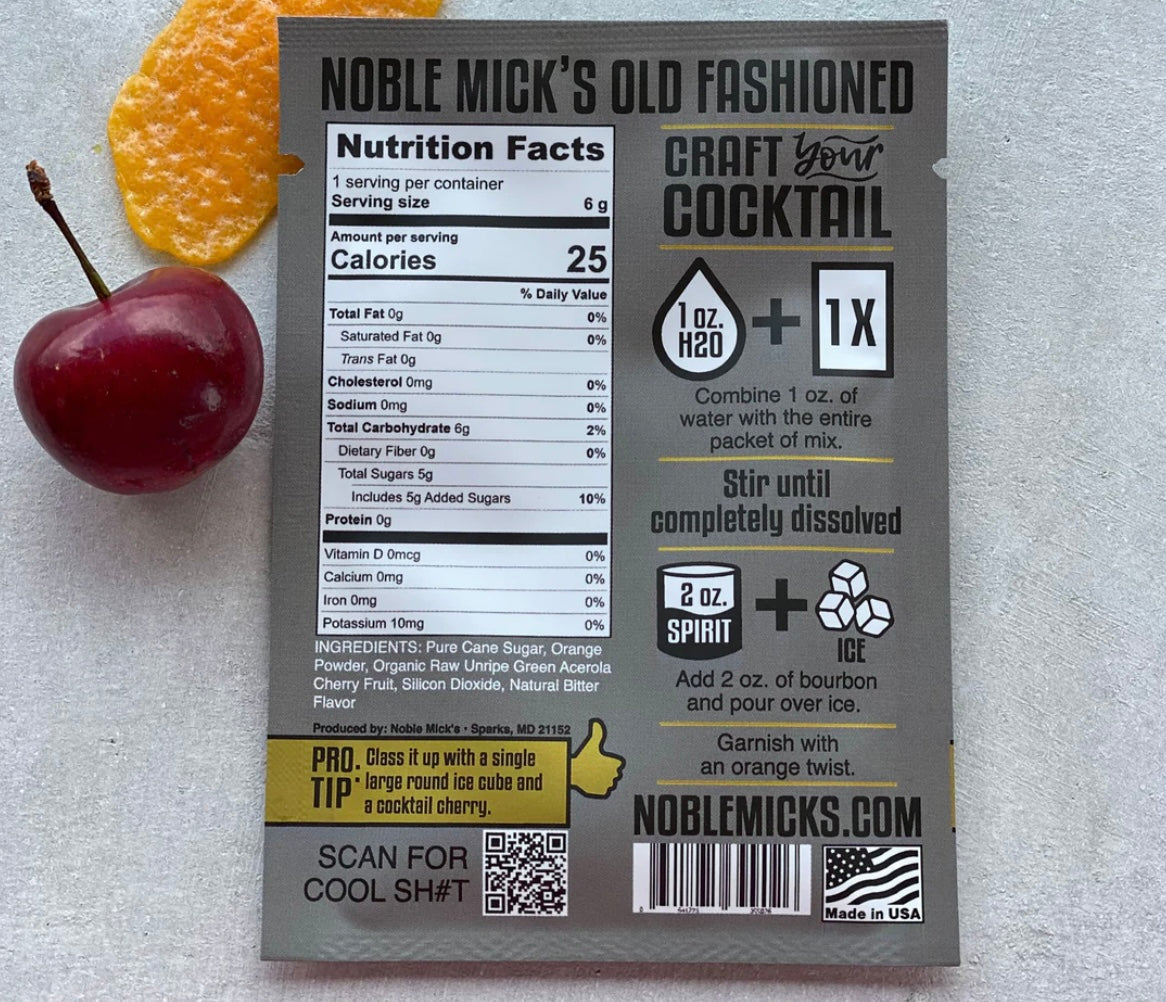 NOBLE MICK'S OLD FASHIONED
Nutrition Facts
1 serving per container
Serving size 6 g
Amount per serving
Calories 25
% Daily Value
Total Fat 0g 0%
Saturated Fat 0g 0%
Trans Fat 0g
Cholesterol 0mg 0%
Sodium 0mg 0%
Total Carbohydrate 6g 2%
Dietary Fiber 0g 0%
Total Sugars 5g
Includes 5g Added Sugars 10%
Protein 0g
Vitamin D 0mcg 0%
Calcium 0mg 0%
Iron 0mg 0%
Potassium 10mg 0%
INGREDIENTS: Pure Cane Sugar, Orange
Powder, Organic Raw Unripe Green Acerola
Cherry Fruit, Silicon Dioxide, Natural Bitter
Flavor
Produced by: Noble Mick's • Sparks, MD 21152
PRO. Class it up with a single
TIP: large round ice cube and
a cocktail cherry.
SCAN FOR
COOL SH#T
CRAFT your
COCKTAIL
1 oz.
H2O
+
1X
Combine 1 oz. of
water with the entire
packet of mix.
Stir until
completely dissolved
2 oz.
SPIRIT
+
ICE
Add 2 oz. of bourbon
and pour over ice.
Garnish with
an orange twist.
NOBLEMICKS.COM
Made in USA